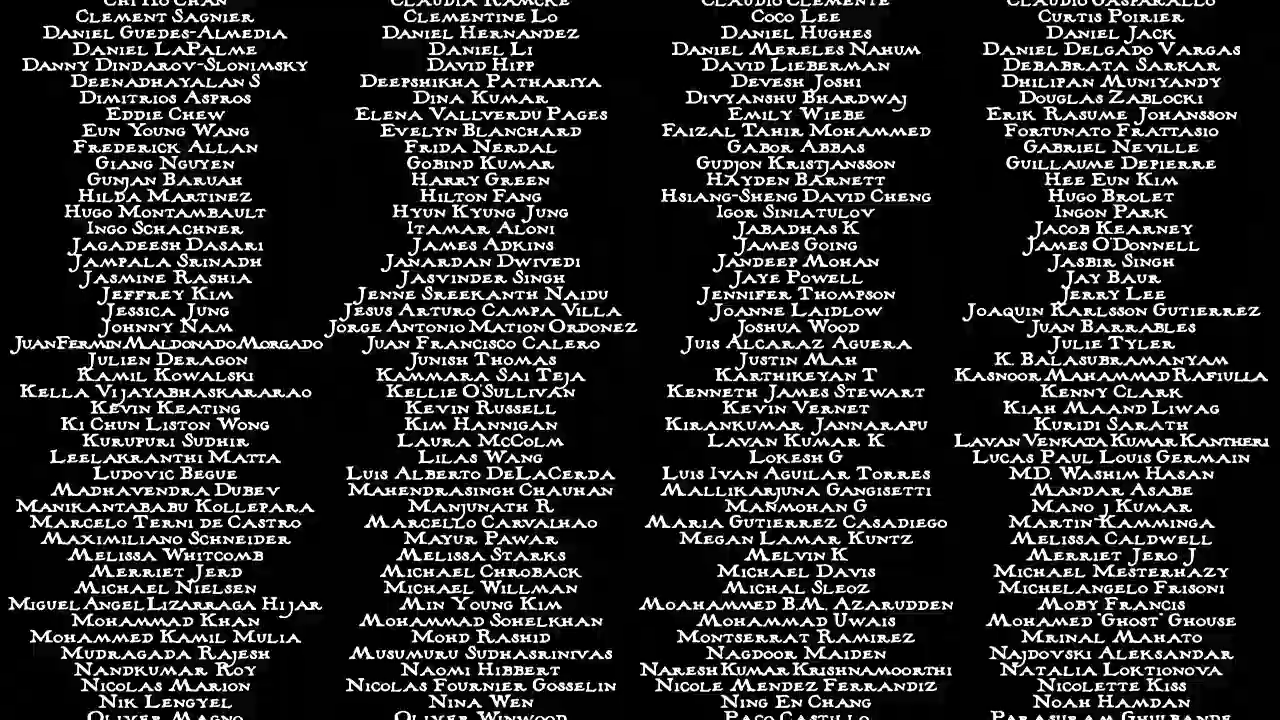 Chi Ho Chan Claudia Ramcke Claudio Clemente Claudio Gasparallo
Clement Sagnier Clementine Lo Coco Lee Curtis Poirier
Daniel Guedes-Almedia Daniel Hernandez Daniel Hughes Daniel Jack
Daniel LaPalme Daniel Li Daniel Mereles Nahum Daniel Delgado Vargas
Danny Dindarov-Slonimsky David Hipp David Lieberman Debabrata Sarkar
Deenadhayalan S Deepshikha Pathariya Devesh Joshi Dhilipan Muniyandy
Dimitrios Aspros Dina Kumar Divyanshu Bhardwaj Douglas Zablocki
Eddie Chew Elena Vallverdu Pages Emily Wiebe Erik Rasume Johansson
Eun Young Wang Evelyn Blanchard Faizal Tahir Mohammed Fortunato Frattasio
Frederick Allan Frida Nerdal Gabor Abbas Gabriel Neville
Giang Nguyen Gobind Kumar Gudjon Kristjansson Guillaume Depierre
Gunjan Baruah Harry Green Hayden Barnett Hee Eun Kim
Hilda Martinez Hilton Fang Hsiang-Sheng David Cheng Hugo Brolet
Hugo Montambault Hyun Kyung Jung Igor Siniatulov Ingon Park
Ingo Schachner Itamar Aloni Jabadhas K Jacob Kearney
Jagadeesh Dasari James Adkins James Going James O'Donnell
Jampala Srinadh Janardan Dwivedi Jandeep Mohan Jasbir Singh
Jasmine Rashia Jasvinder Singh Jaye Powell Jay Baur
Jeffrey Kim Jenne Sreekanth Naidu Jennifer Thompson Jerry Lee
Jessica Jung Jesus Arturo Campa Villa Joanne Laidlow Joaquin Karlsson Gutierrez
Johnny Nam Jorge Antonio Mation Ordonez Joshua Wood Juan Barrables
Juan Fermin Maldonado Morgado Juan Francisco Calero Juis Alcaraz Aguera Julie Tyler
Julien Deragon Junish Thomas Justin Mah K. Balasubramanyam
Kamil Kowalski Kammara Sai Teja Karthikeyan T Kasnoor Mahammad Rafiulla
Kella Vijayabhaskararao Kellie O'Sullivan Kenneth James Stewart Kenny Clark
Kevin Keating Kevin Russell Kevin Vernet Kiah Maand Liwag
Ki Chun Liston Wong Kim Hannigan Kirankumar Jannarapu Kuridi Sarath
Kurupuri Sudhir Laura McColm Lavan Kumar K Lavan Venkata Kumar Kantheri
Leelakranthi Matta Lilas Wang Lokesh G Lucas Paul Louis Germain
Ludovic Begue Luis Alberto DeLaCerda Luis Ivan Aguilar Torres M.D. Washim Hasan
Madhavendra Dubey Mahendrasingh Chauhan Mallikarjuna Gangisetti Mandar Asabe
Manikantababu Kollepara Manjunath R Manmohan G Mano J Kumar
Marcelo Terni de Castro Marcello Carvalhao Maria Gutierrez Casadiego Martin Kamminga
Maximiliano Schneider Mayur Pawar Megan Lamar Kuntz Melissa Caldwell
Melissa Whitcomb Melissa Starks Melvin K Merriet Jero J
Merriet Jerd Michael Chroback Michael Davis Michael Mesterhazy
Michael Nielsen Michael Willman Michal Sleoz Michelangelo Frisoni
Miguel Angel Lizarraga Hijar Min Young Kim Moahammed B.M. Azarudden Moby Francis
Mohammad Khan Mohammad Sohelkhan Mohammad Uwais Mohamed "Ghost" Ghouse
Mohammed Kamil Mulia Mohd Rashid Montserrat Ramirez Mrinal Mahato
Mudragada Rajesh Musumuru Sudhasrinivas Nagdoor Maiden Najdovski Aleksandar
Nandkumar Roy Naomi Hibbert Naresh Kumar Krishnamoorthi Natalia Loktionova
Nicolas Marion Nicolas Fournier Gosselin Nicole Mendez Ferrandiz Nicolette Kiss
Nik Lengyel Nina Wen Ning En Chang Noah Hamdan
Oliver Magno Oliver Winwood Paco Castillo